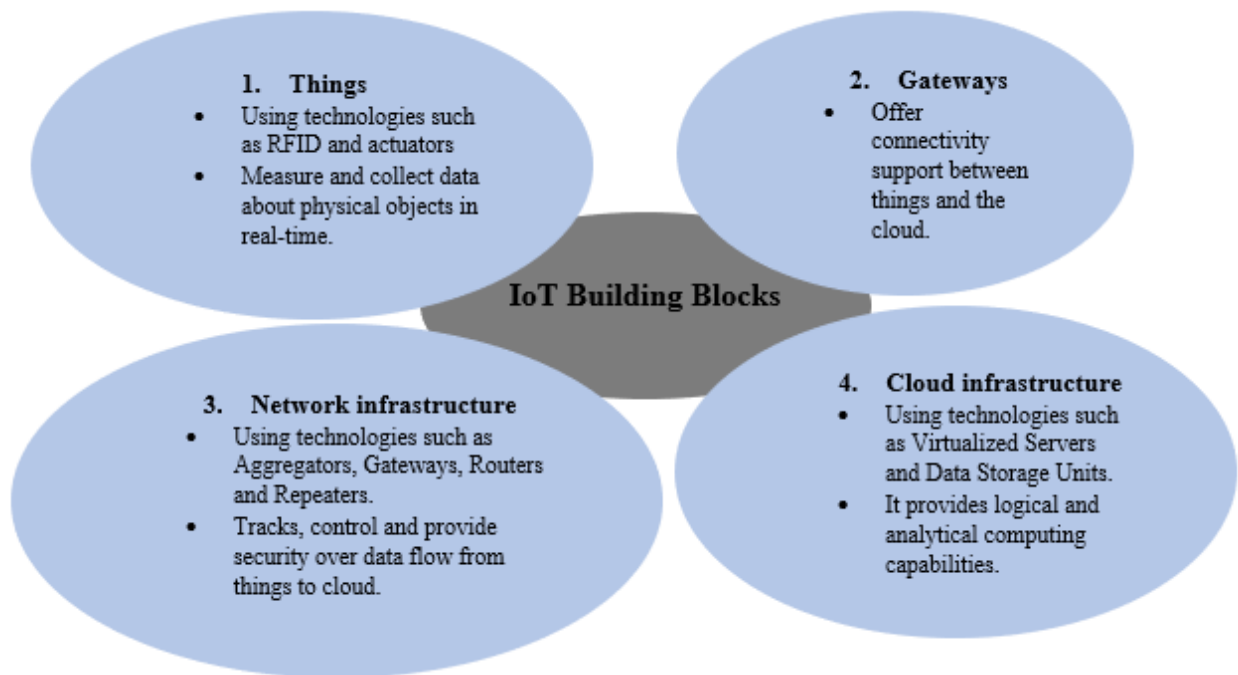 1. Things
• Using technologies such
as RFID and actuators
• Measure and collect data
about physical objects in
real-time.
2. Gateways
• Offer
connectivity
support between
things and the
cloud.
IoT Building Blocks
3. Network infrastructure
• Using technologies such as
Aggregators, Gateways, Routers
and Repeaters.
• Tracks, control and provide
security over data flow from
things to cloud.
4. Cloud infrastructure
• Using technologies such
as Virtualized Servers
and Data Storage Units.
• It provides logical and
analytical computing
capabilities.